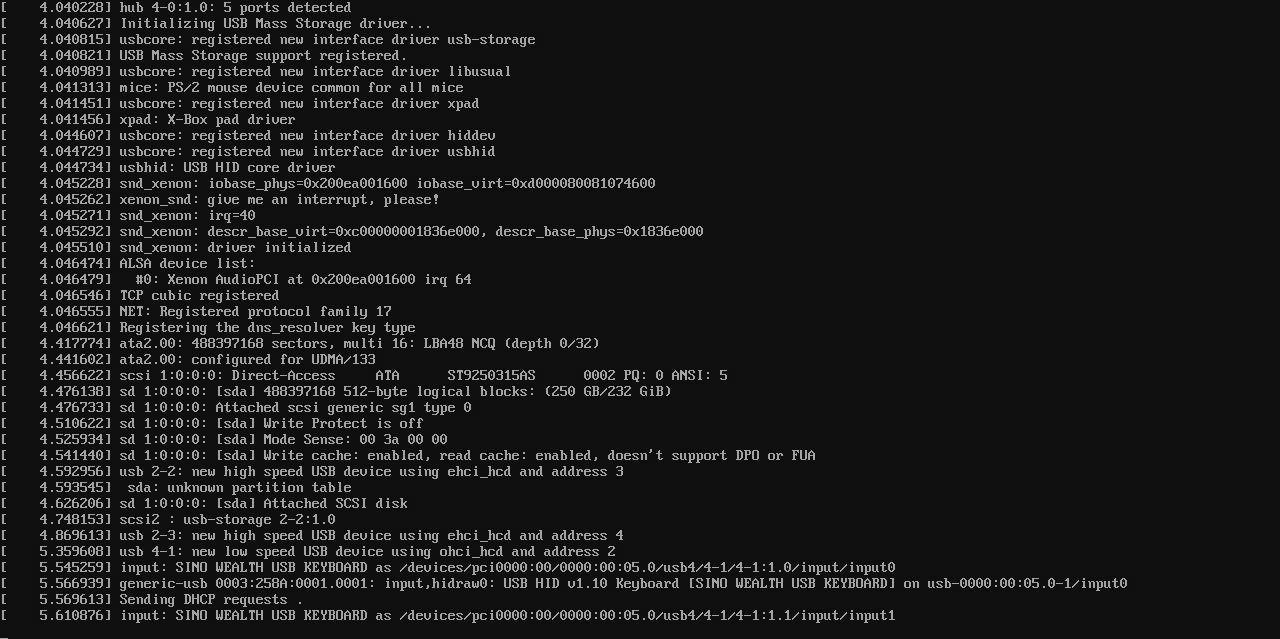 [    4.040228] hub 4-0:1.0: 5 ports detected
[    4.040627] Initializing USB Mass Storage driver...
[    4.040815] usbcore: registered new interface driver usb-storage
[    4.040821] USB Mass Storage support registered.
[    4.040989] usbcore: registered new interface driver libusual
[    4.041313] mice: PS/2 mouse device common for all mice
[    4.041451] usbcore: registered new interface driver xpad
[    4.041456] xpad: X-Box pad driver
[    4.044607] usbcore: registered new interface driver hiddev
[    4.044729] usbcore: registered new interface driver usbhid
[    4.044734] usbhid: USB HID core driver
[    4.045228] snd_xenon: iobase_phys=0x200ea001600 iobase_virt=0xd000080081074600
[    4.045262] xenon_snd: give me an interrupt, please!
[    4.045271] snd_xenon: irq=40
[    4.045292] snd_xenon: descr_base_virt=0xc00000001836e000, descr_base_phys=0x1836e000
[    4.045510] snd_xenon: driver initialized
[    4.046474] ALSA device list:
[    4.046479]   #0: Xenon AudioPCI at 0x200ea001600 irq 64
[    4.046546] TCP cubic registered
[    4.046555] NET: Registered protocol family 17
[    4.046621] Registering the dns_resolver key type
[    4.417774] ata2.00: 488397168 sectors, multi 16: LBA48 NCQ (depth 0/32)
[    4.441602] ata2.00: configured for UDMA/133
[    4.456622] scsi 1:0:0:0: Direct-Access     ATA      ST9250315AS      0002 PQ: 0 ANSI: 5
[    4.476138] sd 1:0:0:0: [sda] 488397168 512-byte logical blocks: (250 GB/232 GiB)
[    4.476733] sd 1:0:0:0: Attached scsi generic sg1 type 0
[    4.510622] sd 1:0:0:0: [sda] Write Protect is off
[    4.525934] sd 1:0:0:0: [sda] Mode Sense: 00 3a 00 00
[    4.541440] sd 1:0:0:0: [sda] Write cache: enabled, read cache: enabled, doesn't support DPO or FUA
[    4.592956] usb 2-2: new high speed USB device using ehci_hcd and address 3
[    4.593545]  sda: unknown partition table
[    4.626206] sd 1:0:0:0: [sda] Attached SCSI disk
[    4.748153] scsi2 : usb-storage 2-2:1.0
[    4.869613] usb 2-3: new high speed USB device using ehci_hcd and address 4
[    5.359608] usb 4-1: new low speed USB device using ohci_hcd and address 2
[    5.545259] input: SINO WEALTH USB KEYBOARD as /devices/pci0000:00/0000:00:05.0/usb4/4-1/4-1:1.0/input/input0
[    5.566939] generic-usb 0003:258A:0001.0001: input,hidraw0: USB HID v1.10 Keyboard [SINO WEALTH USB KEYBOARD] on usb-0000:00:05.0-1/input0
[    5.569613] Sending DHCP requests .
[    5.610876] input: SINO WEALTH USB KEYBOARD as /devices/pci0000:00/0000:00:05.0/usb4/4-1/4-1:1.1/input/input1